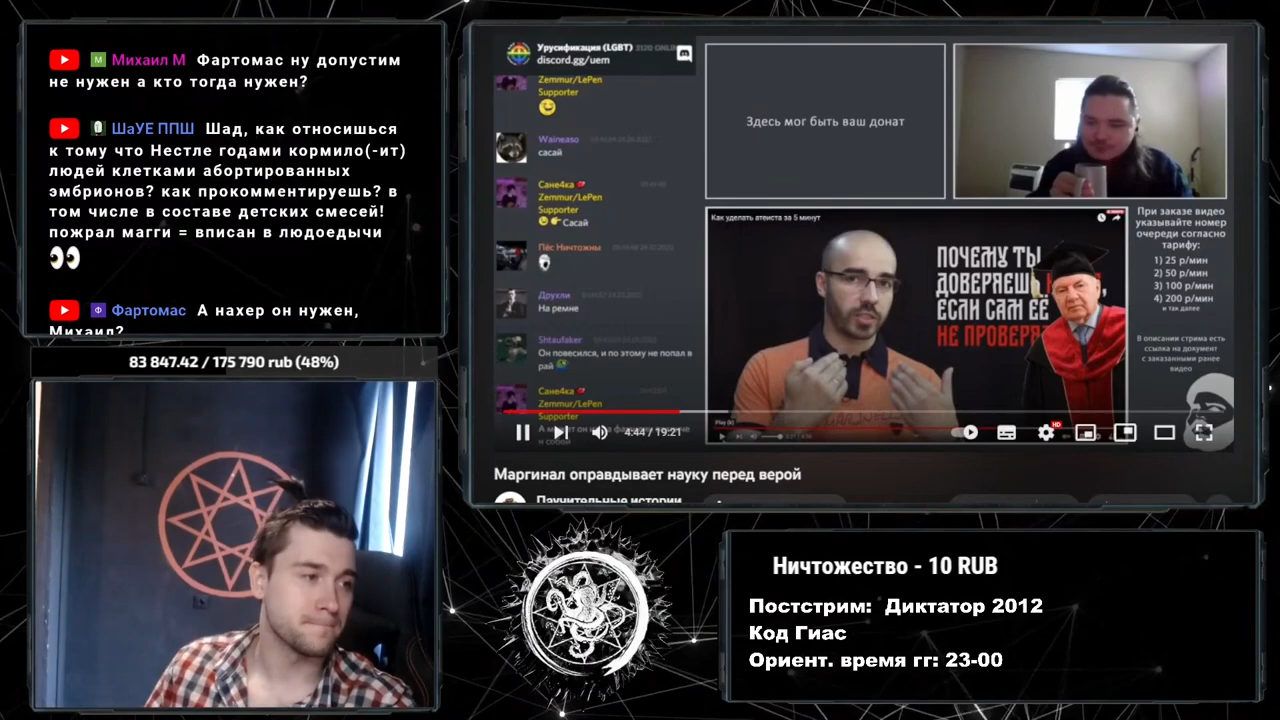 М Михаил М Фартомас ну допустим
не нужен а кто тогда нужен?
ШаУЕ ППШ Шад, как относишься
к тому что Нестле годами кормило(-ит)
людей клетками абортированных
эмбрионов? как прокомментируешь? в
том числе в составе детских смесей!
пожрал магги = вписан в людоедычи
👀
Ф Фартомас А нахер он нужен,
Михаил?
83 847.42 / 175 790 rub (48%)
Урусификация (LGBT) 3120 ONLINE
discord.gg/uem
Zemmur/LePen
Supporter
Waineaso
сасай
Сане4ка
Zemmur/LePen
Supporter
Сасай
Пёс Ничтожны
Друхли
На ремне
Shtaufaker
Он повесился, и по этому не попал в
рай
Сане4ка
Zemmur/LePen
Supporter
Здесь мог быть ваш донат
Как уделать атеиста за 5 минут
ПОЧЕМУ ТЫ
ДОВЕРЯЕШЬ
ЕСЛИ САМ ЕЁ
НЕ ПРОВЕРЯ
При заказе видео
указывайте номер
очереди согласно
тарифу:
1) 25 р/мин
2) 50 р/мин
3) 100 р/мин
4) 200 р/мин
и так далее
В описании стрима есть
ссылка на документ
с заказанными ранее
видео
4:44 / 19:21
HD
Маргинал оправдывает науку перед верой
Паучительные истории
Ничтожество - 10 RUB
Постстрим: Диктатор 2012
Код Гиас
Ориент. время гг: 23-00